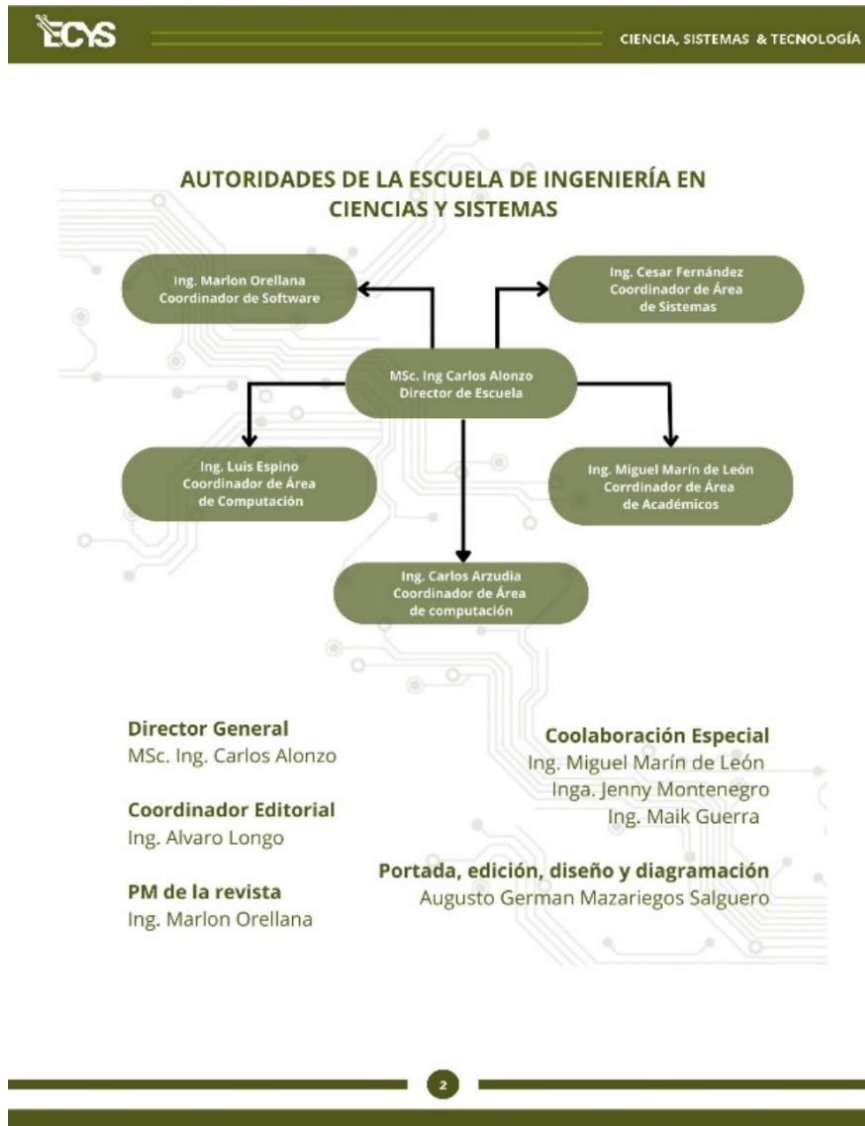 ECYS
CIENCIA, SISTEMAS & TECNOLOGÍA
AUTORIDADES DE LA ESCUELA DE INGENIERÍA EN
CIENCIAS Y SISTEMAS
Ing. Marlon Orellana
Coordinador de Software
Ing. Cesar Fernández
Coordinador de Área
de Sistemas
MSc. Ing Carlos Alonzo
Director de Escuela
Ing. Luis Espino
Coordinador de Área
de Computación
Ing. Miguel Marín de León
Corrdinador de Área
de Académicos
Ing. Carlos Arzudia
Coordinador de Área
de computación
Director General
MSc. Ing. Carlos Alonzo
Coordinador Editorial
Ing. Alvaro Longo
PM de la revista
Ing. Marlon Orellana
Coolaboración Especial
Ing. Miguel Marín de León
Inga. Jenny Montenegro
Ing. Maik Guerra
Portada, edición, diseño y diagramación
Augusto German Mazariegos Salguero
2